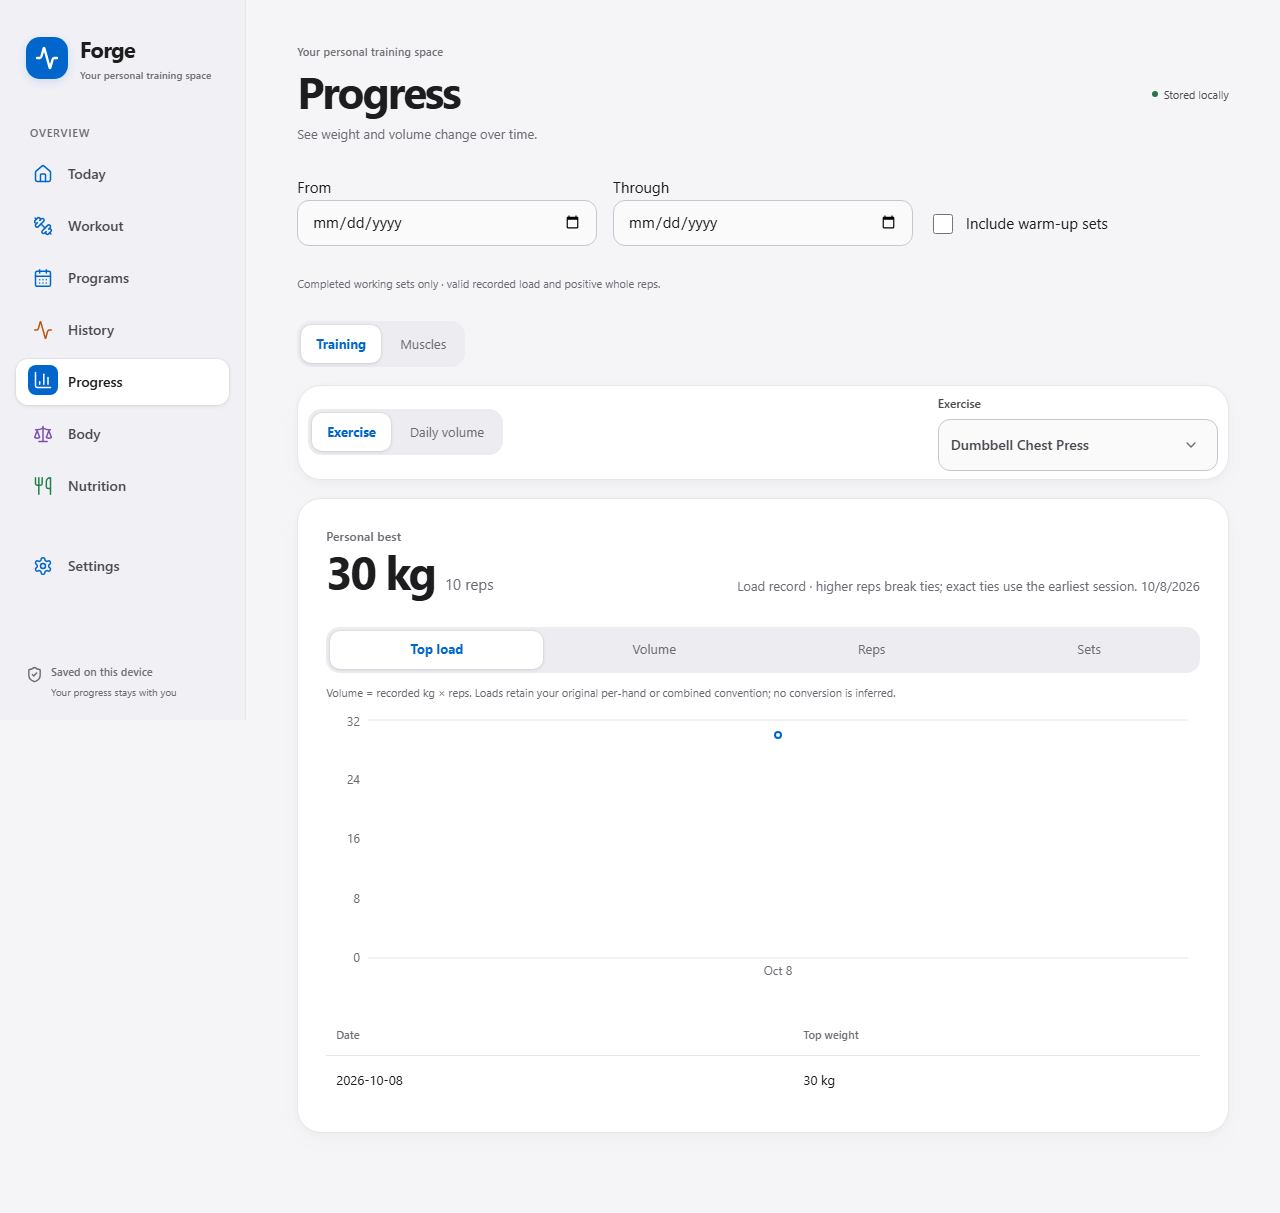 Forge
Your personal training space
OVERVIEW
Today
Workout
Programs
History
Progress
Body
Nutrition
Settings
Saved on this device
Your progress stays with you
Your personal training space
Progress
Stored locally
See weight and volume change over time.
From
Through
mm/dd/yyyy
mm/dd/yyyy
Include warm-up sets
Completed working sets only · valid recorded load and positive whole reps.
Training
Muscles
Exercise
Daily volume
Exercise
Dumbbell Chest Press
Personal best
30 kg 10 reps
Load record · higher reps break ties; exact ties use the earliest session. 10/8/2026
Top load
Volume
Reps
Sets
Volume = recorded kg × reps. Loads retain your original per-hand or combined convention; no conversion is inferred.
32
24
16
8
0
Oct 8
Date
Top weight
2026-10-08
30 kg